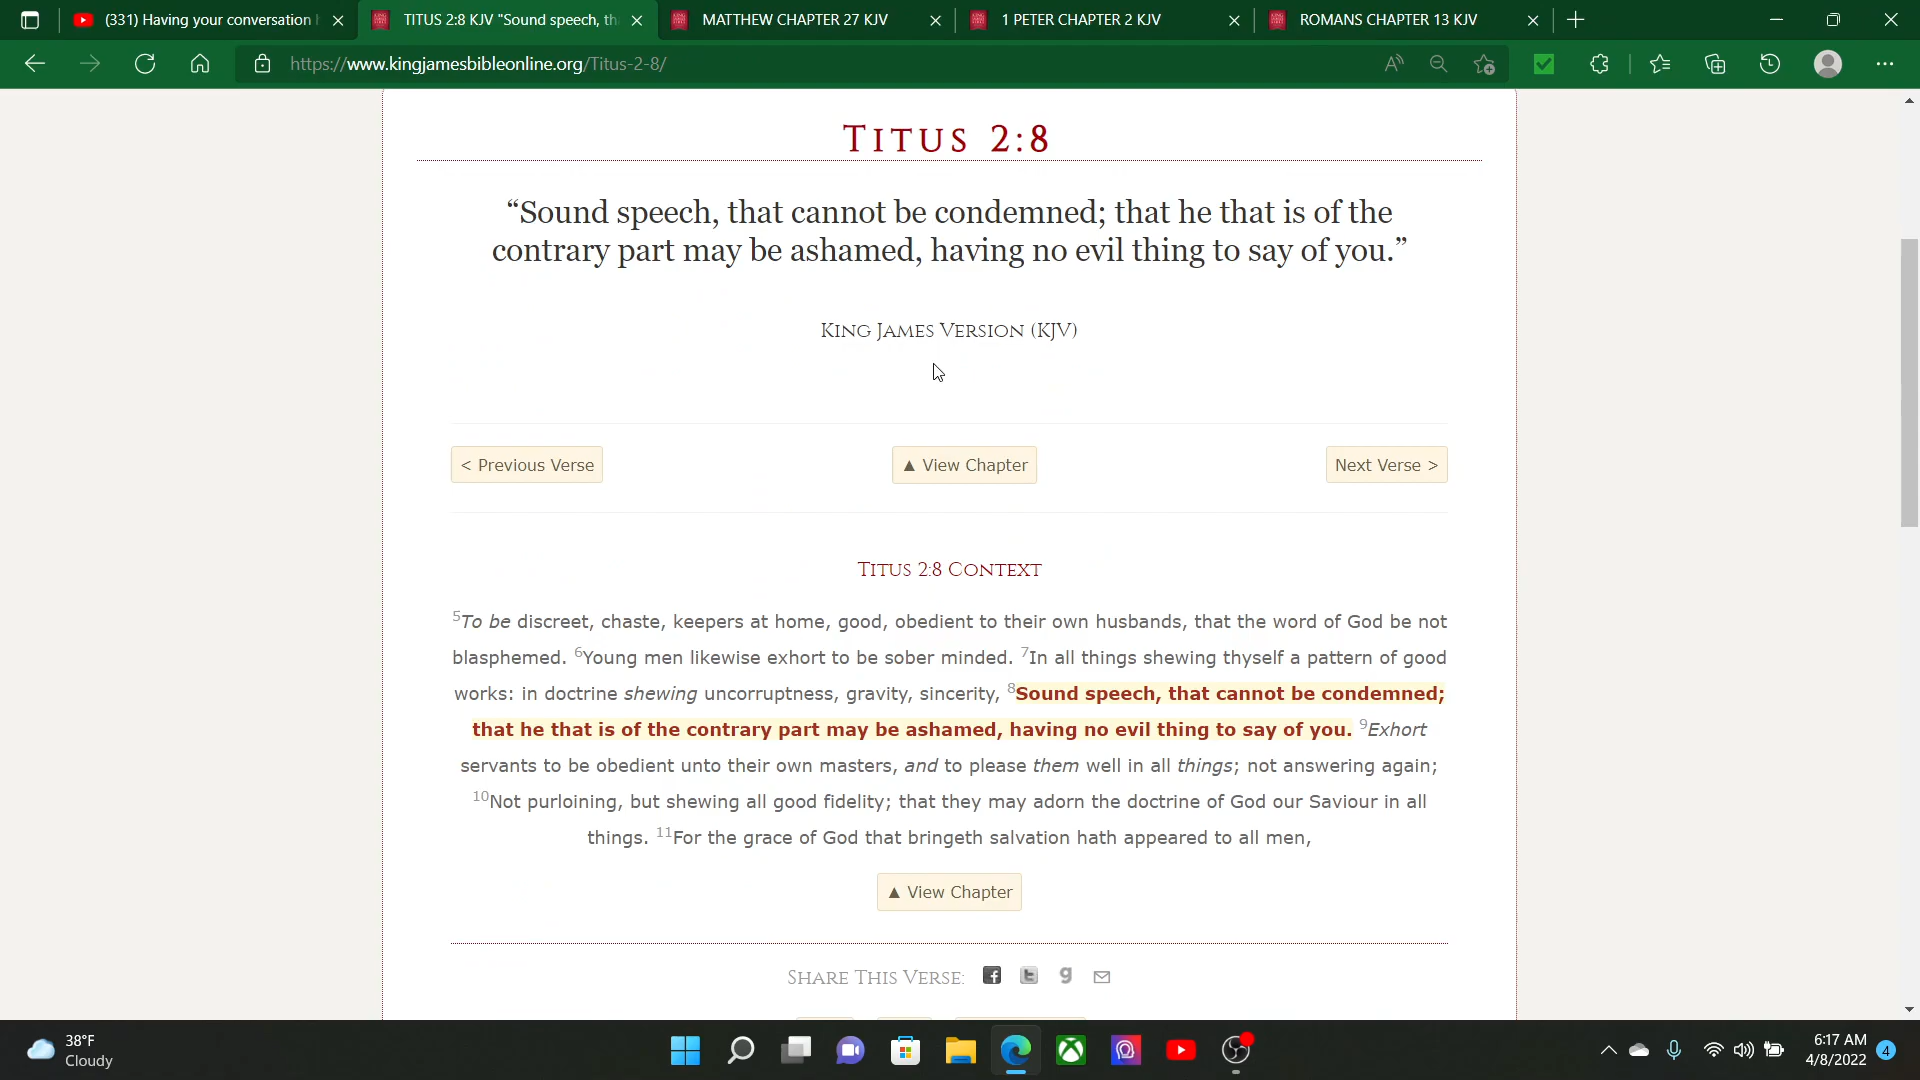 (331) Having your conversation h
TITUS 2:8 KJV "Sound speech, tha
MATTHEW CHAPTER 27 KJV
1 PETER CHAPTER 2 KJV
ROMANS CHAPTER 13 KJV
https://www.kingjamesbibleonline.org/Titus-2-8/
TITUS 2:8
“Sound speech, that cannot be condemned; that he that is of the
contrary part may be ashamed, having no evil thing to say of you.”
KING JAMES VERSION (KJV)
< Previous Verse
▲ View Chapter
Next Verse >
TITUS 2:8 CONTEXT
5To be discreet, chaste, keepers at home, good, obedient to their own husbands, that the word of God be not
blasphemed. 6Young men likewise exhort to be sober minded. 7In all things shewing thyself a pattern of good
works: in doctrine shewing uncorruptness, gravity, sincerity, 8Sound speech, that cannot be condemned;
that he that is of the contrary part may be ashamed, having no evil thing to say of you. 9Exhort
servants to be obedient unto their own masters, and to please them well in all things; not answering again;
10Not purloining, but shewing all good fidelity; that they may adorn the doctrine of God our Saviour in all
things. 11For the grace of God that bringeth salvation hath appeared to all men,
▲ View Chapter
SHARE THIS VERSE:
38°F
Cloudy
6:17 AM
4/8/2022
4